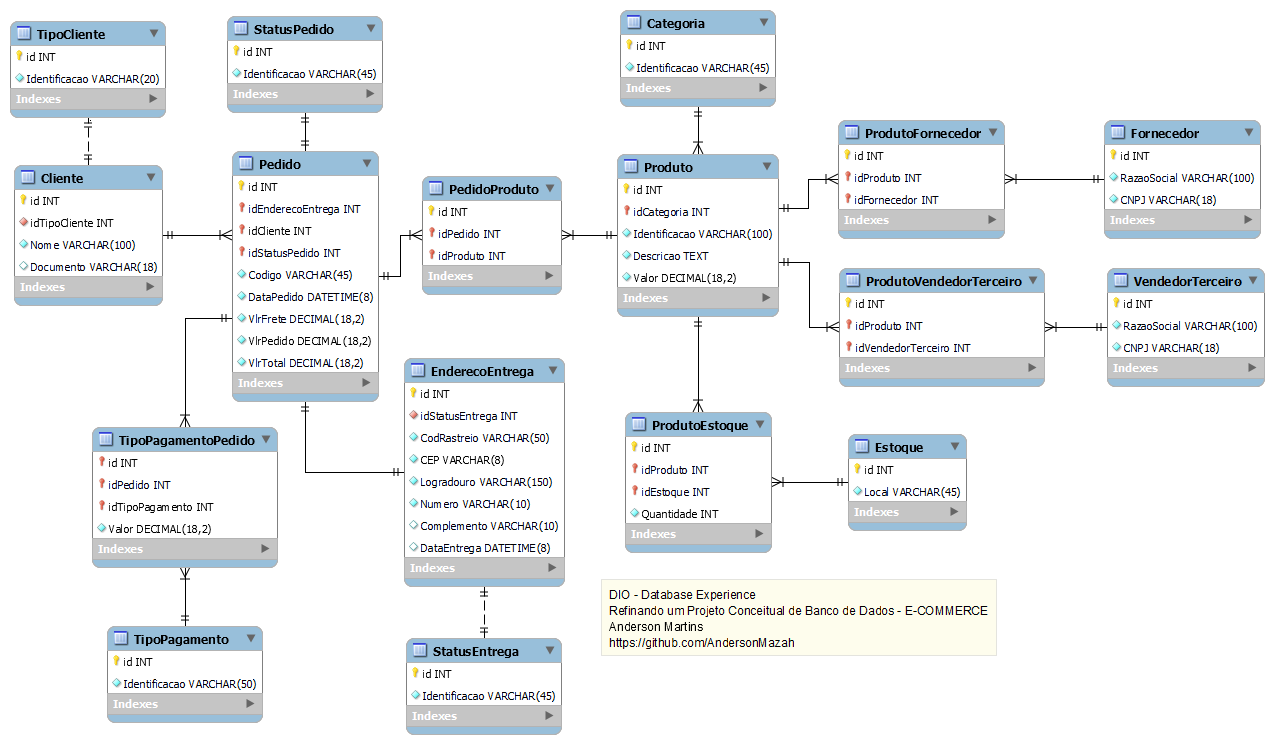 TipoCliente
id INT
Identificacao VARCHAR(20)
Indexes
StatusPedido
id INT
Identificacao VARCHAR(45)
Indexes
Categoria
id INT
Identificacao VARCHAR(45)
Indexes
Cliente
id INT
idTipoCliente INT
Nome VARCHAR(100)
Documento VARCHAR(18)
Indexes
Pedido
id INT
idEnderecoEntrega INT
idCliente INT
idStatusPedido INT
Codigo VARCHAR(45)
DataPedido DATETIME(8)
VlrFrete DECIMAL(18,2)
VlrPedido DECIMAL(18,2)
VlrTotal DECIMAL(18,2)
Indexes
PedidoProduto
id INT
idPedido INT
idProduto INT
Indexes
Produto
id INT
idCategoria INT
Identificacao VARCHAR(100)
Descricao TEXT
Valor DECIMAL(18,2)
Indexes
ProdutoFornecedor
id INT
idProduto INT
idFornecedor INT
Indexes
Fornecedor
id INT
RazaoSocial VARCHAR(100)
CNPJ VARCHAR(18)
Indexes
ProdutoVendedorTerceiro
id INT
idProduto INT
idVendedorTerceiro INT
Indexes
VendedorTerceiro
id INT
RazaoSocial VARCHAR(100)
CNPJ VARCHAR(18)
Indexes
TipoPagamentoPedido
id INT
idPedido INT
idTipoPagamento INT
Valor DECIMAL(18,2)
Indexes
EnderecoEntrega
id INT
idStatusEntrega INT
CodRastreio VARCHAR(50)
CEP VARCHAR(8)
Logradouro VARCHAR(150)
Numero VARCHAR(10)
Complemento VARCHAR(10)
DataEntrega DATETIME(8)
Indexes
ProdutoEstoque
id INT
idProduto INT
idEstoque INT
Quantidade INT
Indexes
Estoque
id INT
Local VARCHAR(45)
Indexes
TipoPagamento
id INT
Identificacao VARCHAR(50)
Indexes
StatusEntrega
id INT
Identificacao VARCHAR(45)
Indexes
DIO - Database Experience
Refinando um Projeto Conceitual de Banco de Dados - E-COMMERCE
Anderson Martins
https://github.com/AndersonMazah